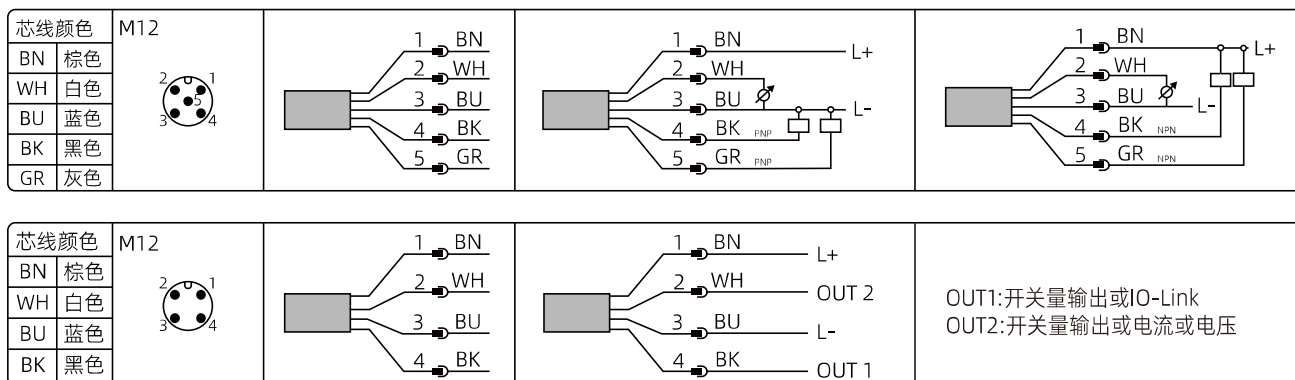 芯线颜色 M12
BN 棕色
WH 白色
BU 蓝色
BK 黑色
GR 灰色
2 1
5
3 4
1 BN
2 WH
3 BU
4 BK
5 GR
1 BN L+
2 WH
3 BU L-
4 BK PNP
5 GR PNP
1 BN L+
2 WH
3 BU L-
4 BK NPN
5 GR NPN
芯线颜色 M12
BN 棕色
WH 白色
BU 蓝色
BK 黑色
2 1
3 4
1 BN
2 WH
3 BU
4 BK
1 BN L+
2 WH OUT 2
3 BU L-
4 BK OUT 1
OUT1:开关量输出或IO-Link
OUT2:开关量输出或电流或电压